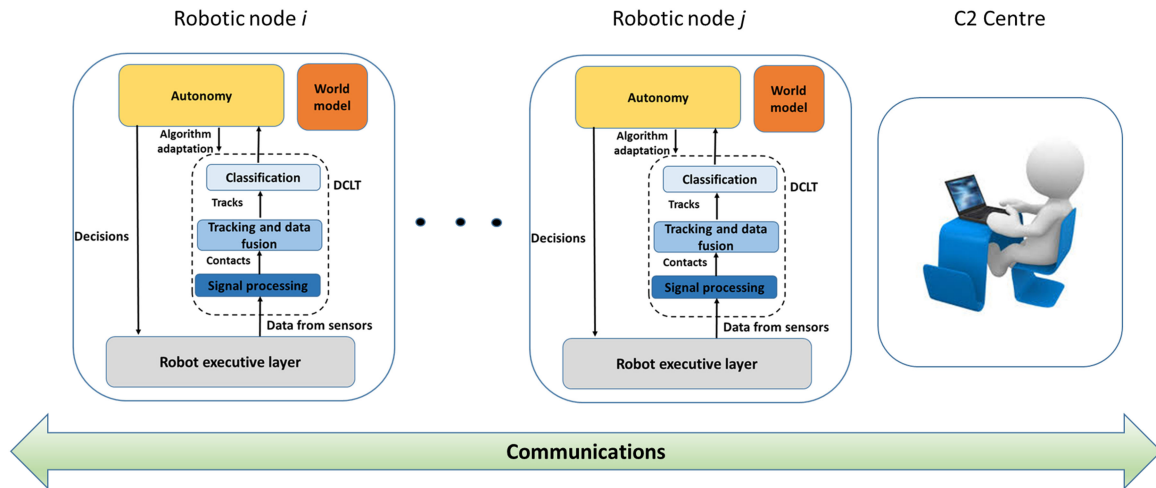 Robotic node i
Robotic node j
C2 Centre
Autonomy
World
model
Algorithm
adaptation
Classification
DCLT
Tracks
Decisions
Tracking and data
fusion
Contacts
Signal processing
Data from sensors
Robot executive layer
Autonomy
World
model
Algorithm
adaptation
Classification
DCLT
Tracks
Decisions
Tracking and data
fusion
Contacts
Signal processing
Data from sensors
Robot executive layer
Communications